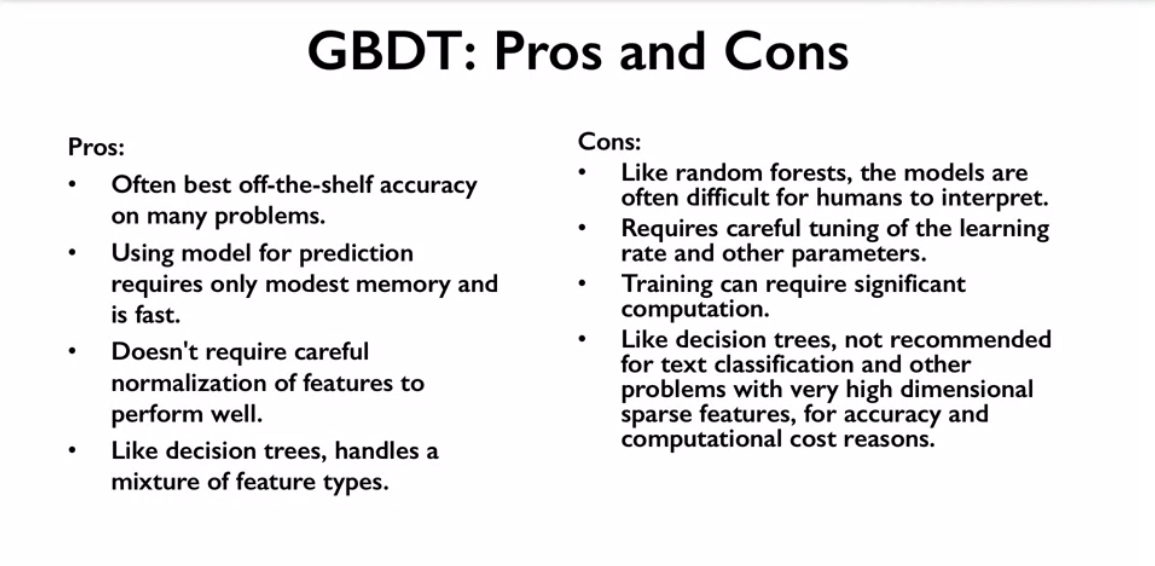 GBDT: Pros and Cons
Pros:
• Often best off-the-shelf accuracy
on many problems.
• Using model for prediction
requires only modest memory and
is fast.
• Doesn't require careful
normalization of features to
perform well.
• Like decision trees, handles a
mixture of feature types.
Cons:
• Like random forests, the models are
often difficult for humans to interpret.
• Requires careful tuning of the learning
rate and other parameters.
• Training can require significant
computation.
• Like decision trees, not recommended
for text classification and other
problems with very high dimensional
sparse features, for accuracy and
computational cost reasons.